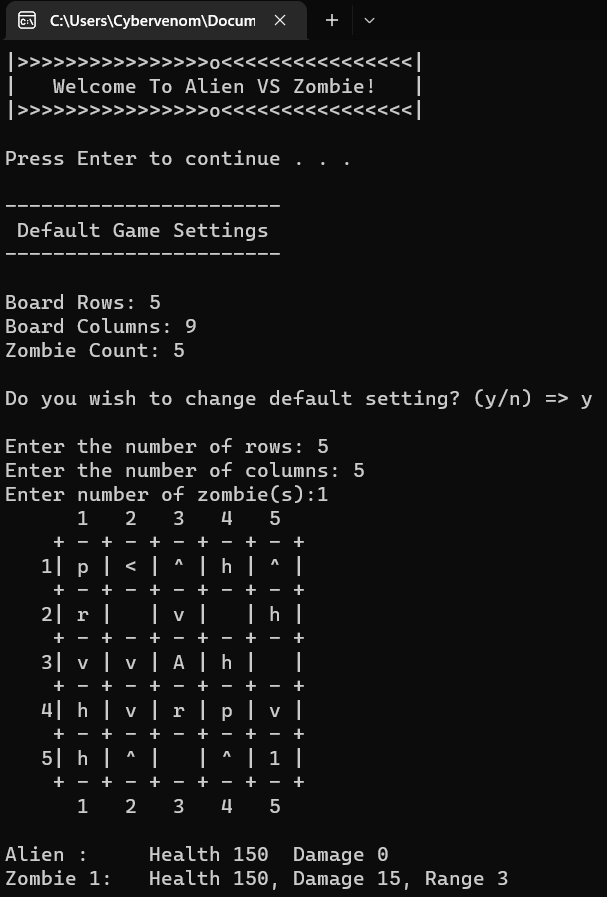 C:\Users\Cybervenom\Docum
|>>>>>>>>>>>>>>>>o<<<<<<<<<<<<<<<<|
|   Welcome To Alien VS Zombie!   |
|>>>>>>>>>>>>>>>>o<<<<<<<<<<<<<<<<|
Press Enter to continue . . .
-----------------------
 Default Game Settings
-----------------------
Board Rows: 5
Board Columns: 9
Zombie Count: 5
Do you wish to change default setting? (y/n) => y
Enter the number of rows: 5
Enter the number of columns: 5
Enter number of zombie(s):1
      1   2   3   4   5
    + - + - + - + - + - +
   1| p | < | ^ | h | ^ |
    + - + - + - + - + - +
   2| r |   | v |   | h |
    + - + - + - + - + - +
   3| v | v | A | h |   |
    + - + - + - + - + - +
   4| h | v | r | p | v |
    + - + - + - + - + - +
   5| h | ^ |   | ^ | 1 |
    + - + - + - + - + - +
      1   2   3   4   5
Alien :     Health 150  Damage 0
Zombie 1:   Health 150, Damage 15, Range 3